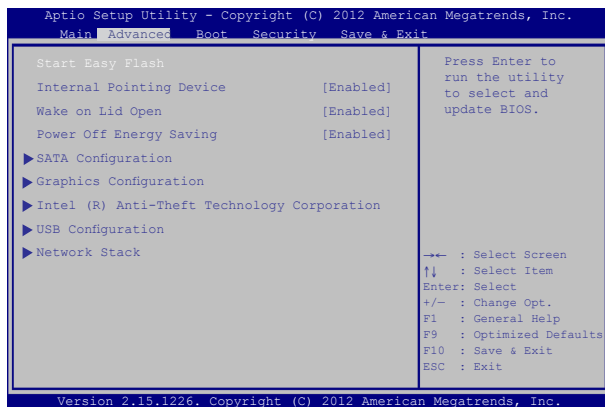 Aptio Setup Utility - Copyright (C) 2012 American Megatrends, Inc.
Main Advanced Boot Security Save & Exit
Start Easy Flash
Internal Pointing Device [Enabled]
Wake on Lid Open [Enabled]
Power Off Energy Saving [Enabled]
▶SATA Configuration
▶Graphics Configuration
▶Intel (R) Anti-Theft Technology Corporation
▶USB Configuration
▶Network Stack
Press Enter to
run the utility
to select and
update BIOS.
→← : Select Screen
↑↓ : Select Item
Enter: Select
+/— : Change Opt.
F1 : General Help
F9 : Optimized Defaults
F10 : Save & Exit
ESC : Exit
Version 2.15.1226. Copyright (C) 2012 American Megatrends, Inc.